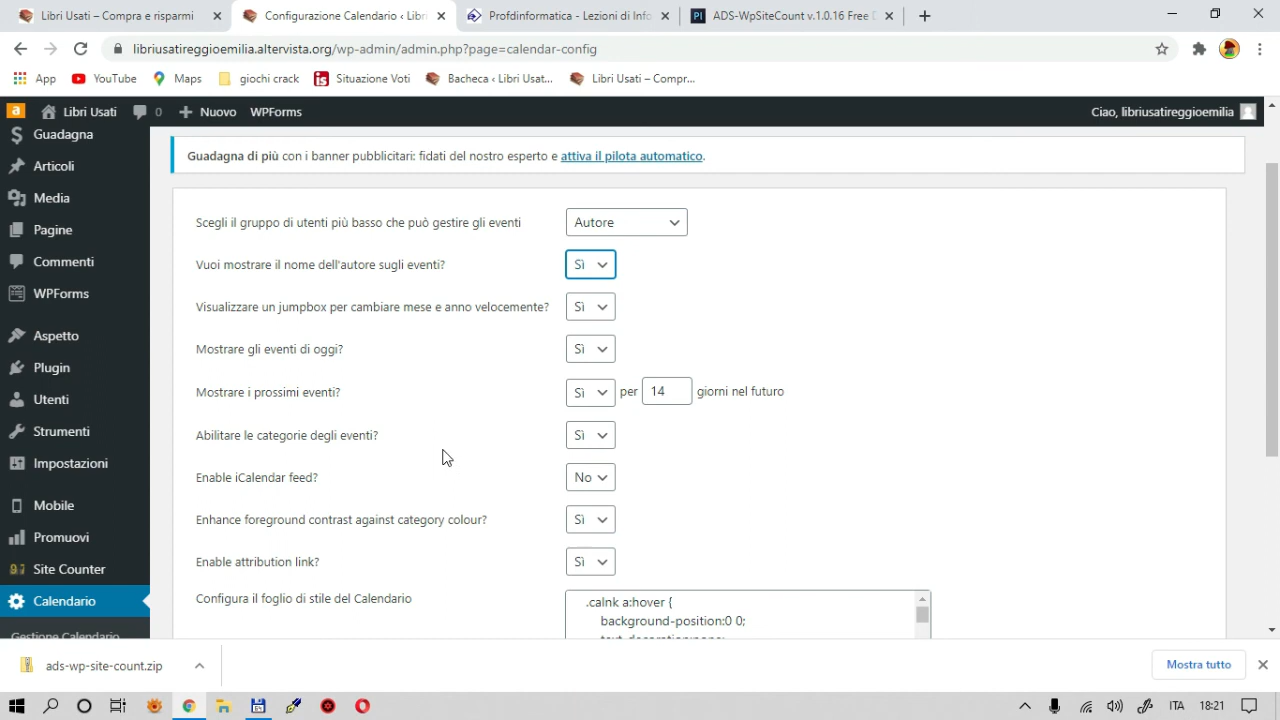 Libri Usati – Compra e risparmi
Configurazione Calendario ‹ Libri
Profdinformatica - Lezioni di Info
ADS-WpSiteCount v.1.0.16 Free D
libriusatireggioemilia.altervista.org/wp-admin/admin.php?page=calendar-config
App
YouTube
Maps
giochi crack
Situazione Voti
Bacheca ‹ Libri Usat...
Libri Usati – Compr...
Libri Usati
0
Nuovo
WPForms
Ciao, libriusatireggioemilia
Guadagna
Articoli
Media
Pagine
Commenti
WPForms
Aspetto
Plugin
Utenti
Strumenti
Impostazioni
Mobile
Promuovi
Site Counter
Calendario
Gestione Calendario
Guadagna di più con i banner pubblicitari: fidati del nostro esperto e attiva il pilota automatico.
Scegli il gruppo di utenti più basso che può gestire gli eventi Autore
Vuoi mostrare il nome dell'autore sugli eventi? Sì
Visualizzare un jumpbox per cambiare mese e anno velocemente? Sì
Mostrare gli eventi di oggi? Sì
Mostrare i prossimi eventi? Sì per 14 giorni nel futuro
Abilitare le categorie degli eventi? Sì
Enable iCalendar feed? No
Enhance foreground contrast against category colour? Sì
Enable attribution link? Sì
Configura il foglio di stile del Calendario
.calnk a:hover {
background-position:0 0;
text-decoration:none;
ads-wp-site-count.zip
Mostra tutto
ITA
18:21